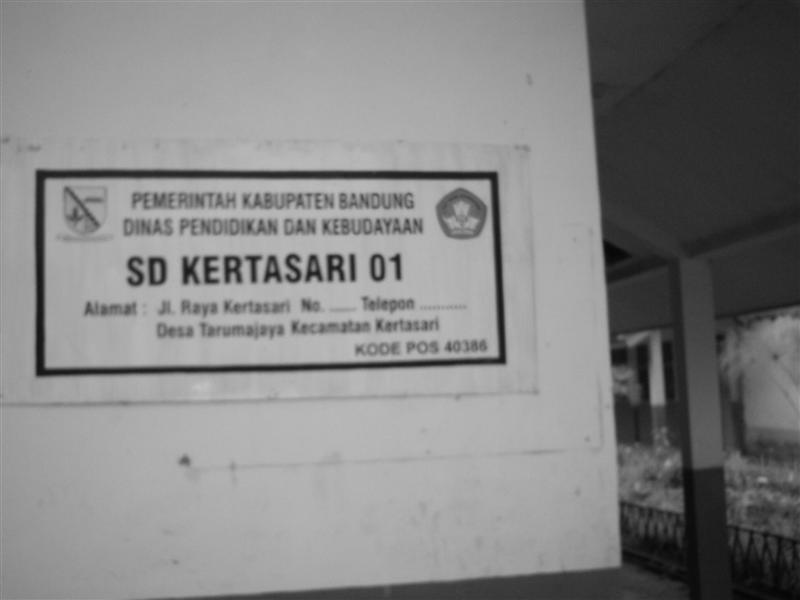 PEMERINTAH KABUPATEN BANDUNG
DINAS PENDIDIKAN DAN KEBUDAYAAN
SD KERTASARI 01
Alamat : Jl. Raya Kertasari No. ...... Telepon ...........
Desa Tarumajaya Kecamatan Kertasari
KODE POS 40386